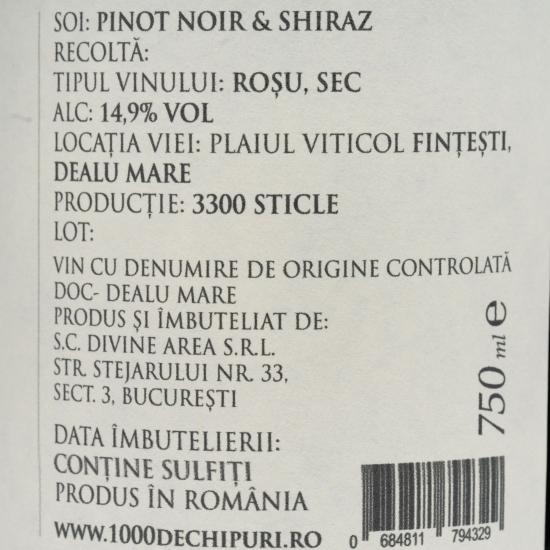 SOI: PINOT NOIR & SHIRAZ
RECOLTĂ:
TIPUL VINULUI: ROȘU, SEC
ALC: 14,9% VOL
LOCAȚIA VIEI: PLAIUL VITICOL FINȚEȘTI,
DEALU MARE
PRODUCȚIE: 3300 STICLE
LOT:
VIN CU DENUMIRE DE ORIGINE CONTROLATĂ
DOC- DEALU MARE
PRODUS ȘI ÎMBUTELIAT DE:
S.C. DIVINE AREA S.R.L.
STR. STEJARULUI NR. 33,
SECT. 3, BUCUREȘTI
750 ml e
DATA ÎMBUTELIERII:
CONȚINE SULFIȚI
PRODUS ÎN ROMÂNIA
WWW.1000DECHIPURI.RO
0 684811 794329